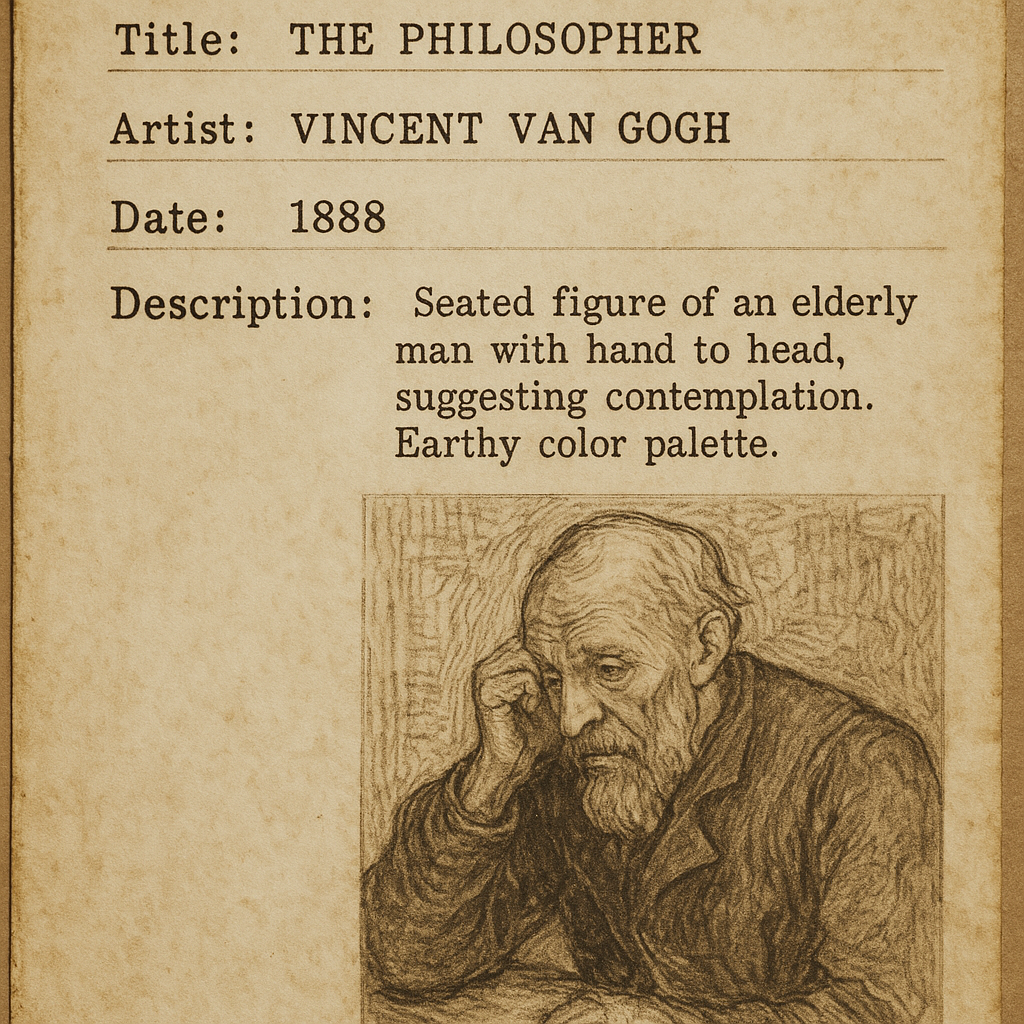 Title: THE PHILOSOPHER
Artist: VINCENT VAN GOGH
Date: 1888
Description: Seated figure of an elderly
man with hand to head,
suggesting contemplation.
Earthy color palette.